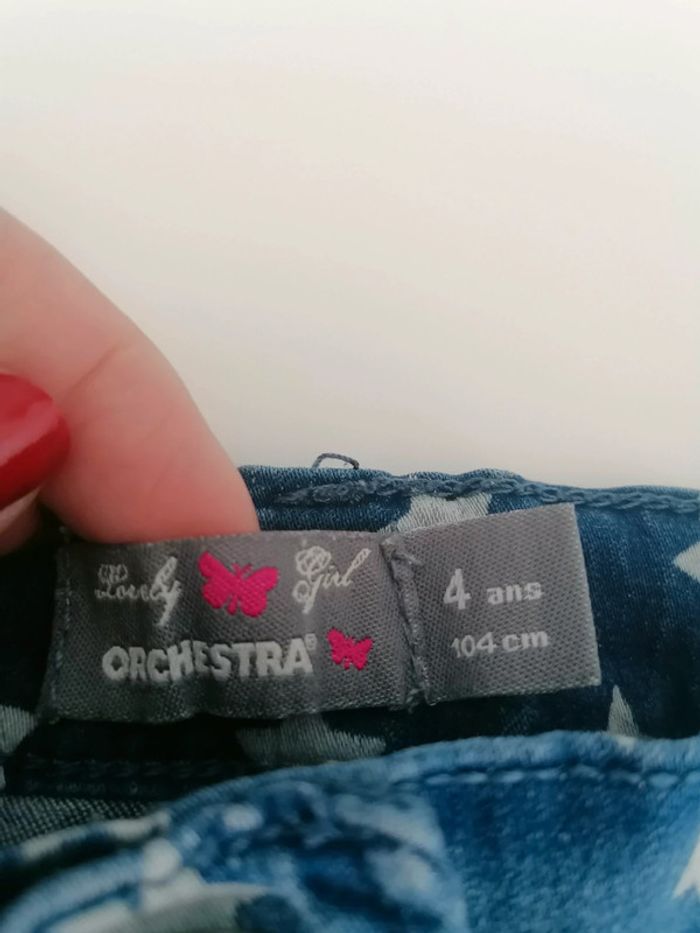 Lovely Girl
ORCHESTRA®
4 ans
104 cm